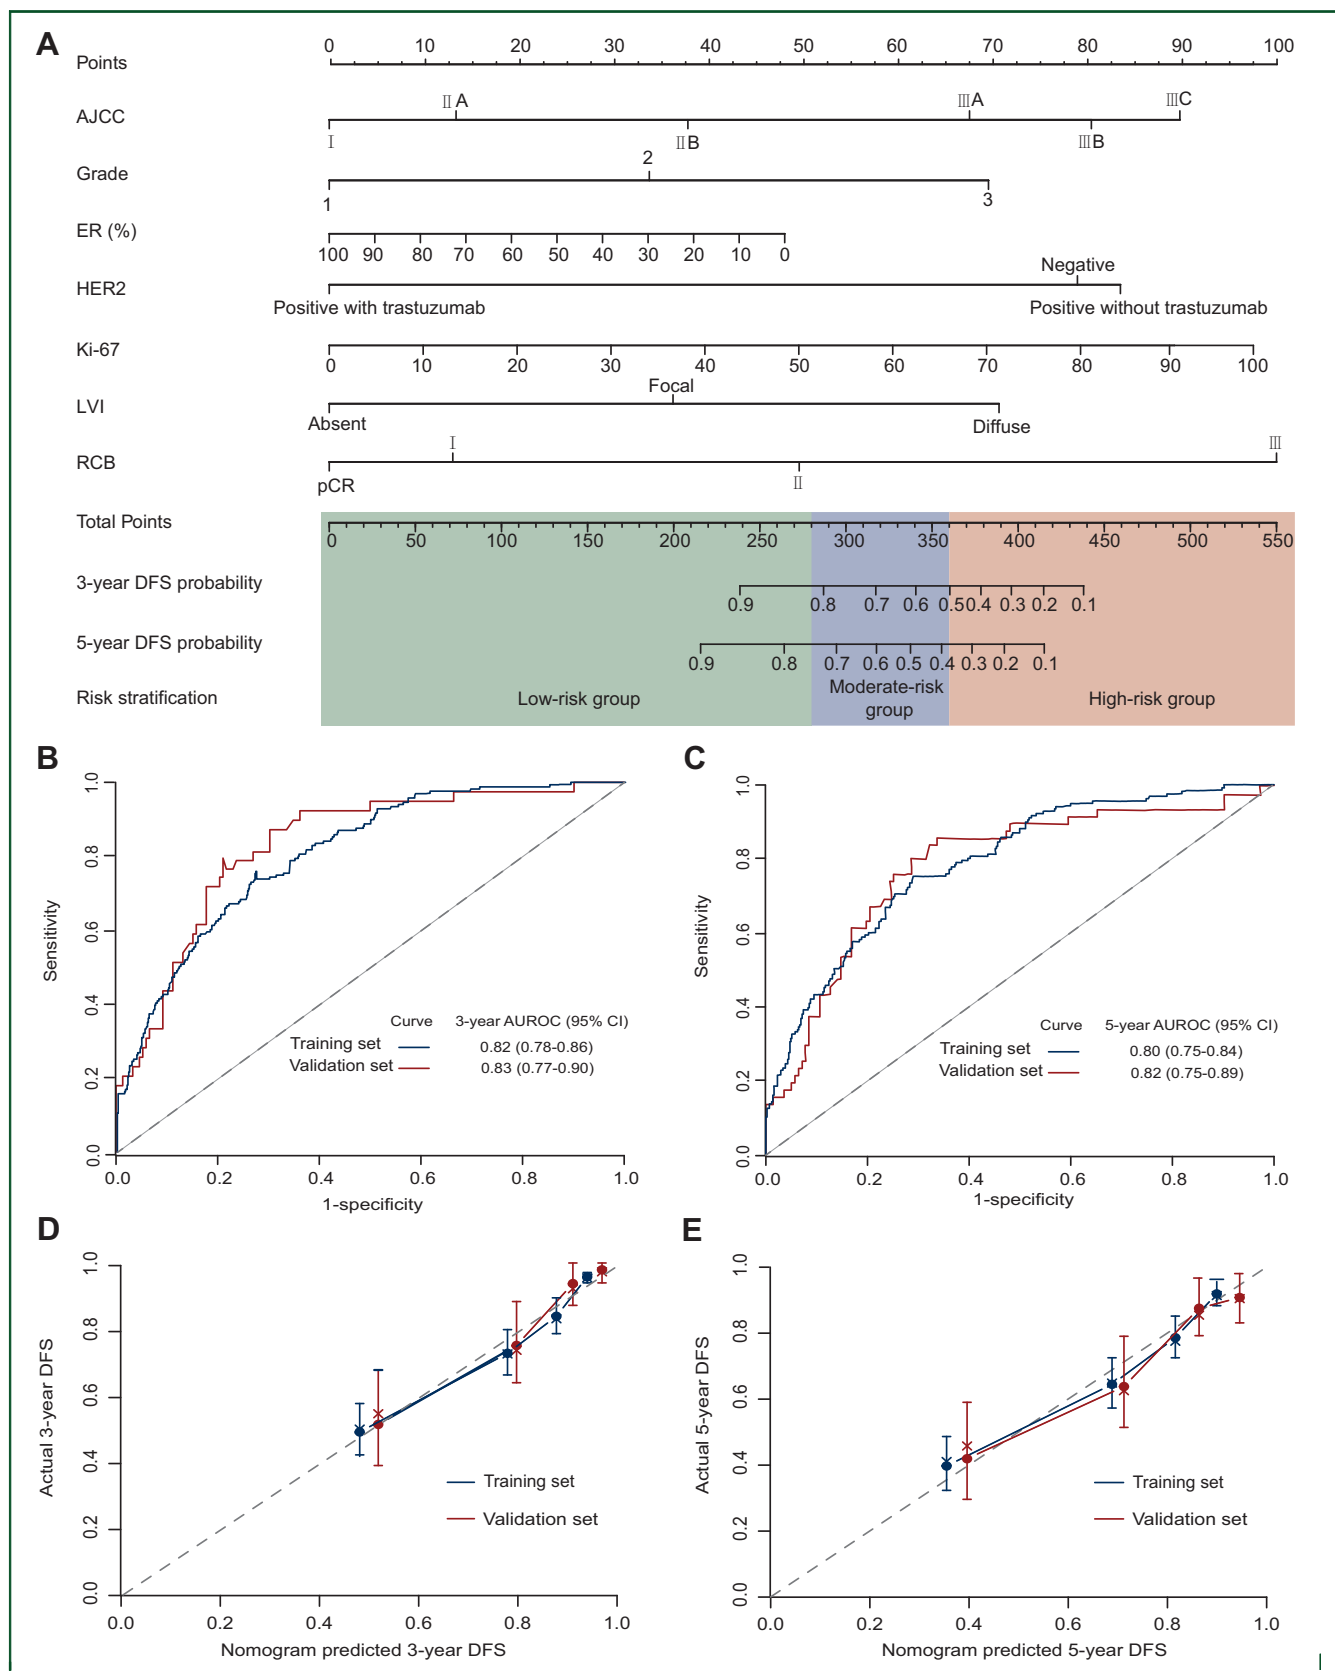 A
0 10 20 30 40 50 60 70 80 90 100
Points
ⅡA ⅢA ⅢC
AJCC
Ⅰ ⅡB ⅢB
2
Grade
1 3
ER (%)
100 90 80 70 60 50 40 30 20 10 0
Negative
HER2
Positive with trastuzumab Positive without trastuzumab
Ki-67
0 10 20 30 40 50 60 70 80 90 100
Focal
LVI
Absent Diffuse
Ⅰ Ⅲ
RCB
pCR Ⅱ
Total Points
0 50 100 150 200 250 300 350 400 450 500 550
3-year DFS probability
0.9 0.8 0.7 0.6 0.5 0.4 0.3 0.2 0.1
5-year DFS probability
0.9 0.8 0.7 0.6 0.5 0.4 0.3 0.2 0.1
Risk stratification
Low-risk group
Moderate-risk
group
High-risk group
B
1.0
0.8
0.6
0.4
0.2
0.0
Sensitivity
Curve 3-year AUROC (95% CI)
Training set 0.82 (0.78-0.86)
Validation set 0.83 (0.77-0.90)
0.0 0.2 0.4 0.6 0.8 1.0
1-specificity
C
1.0
0.8
0.6
0.4
0.2
0.0
Sensitivity
Curve 5-year AUROC (95% CI)
Training set 0.80 (0.75-0.84)
Validation set 0.82 (0.75-0.89)
0.0 0.2 0.4 0.6 0.8 1.0
1-specificity
D
1.0
0.8
0.6
0.4
0.2
0.0
Actual 3-year DFS
Training set
Validation set
0.0 0.2 0.4 0.6 0.8 1.0
Nomogram predicted 3-year DFS
E
1.0
0.8
0.6
0.4
0.2
0.0
Actual 5-year DFS
Training set
Validation set
0.0 0.2 0.4 0.6 0.8 1.0
Nomogram predicted 5-year DFS